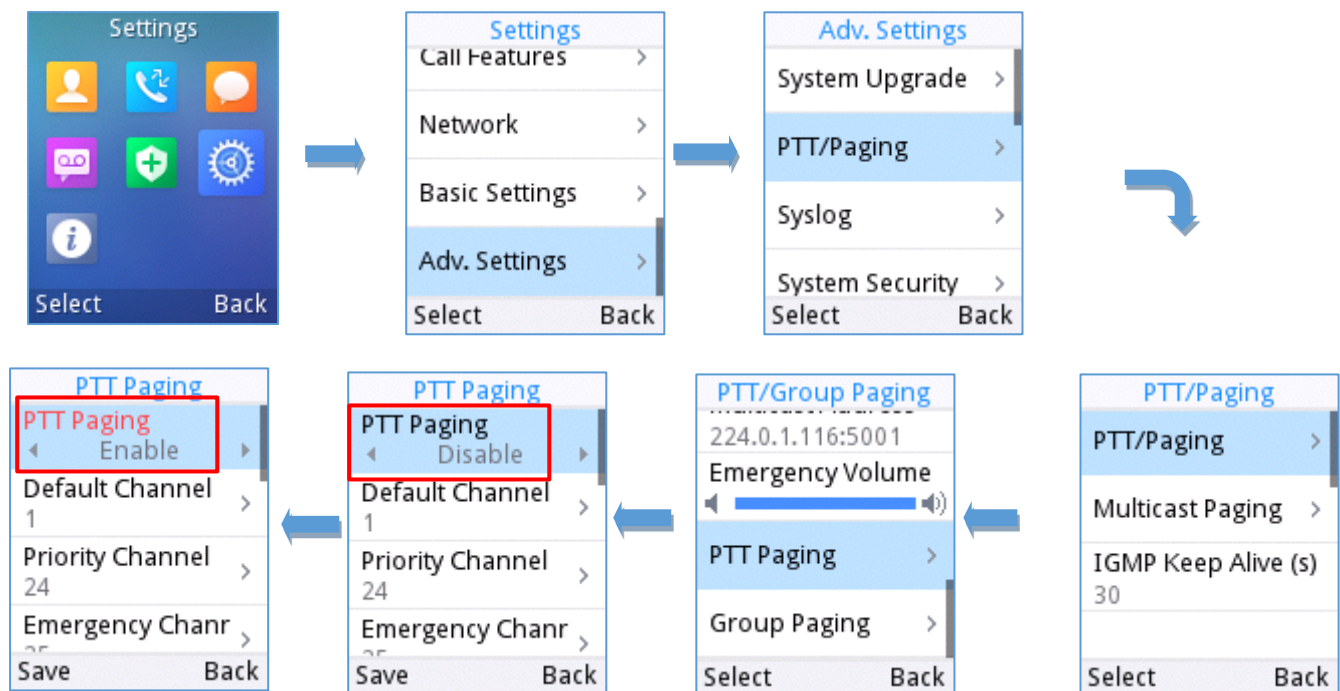 Settings
Select Back
Settings
Call Features
Network
Basic Settings
Adv. Settings
Select Back
Adv. Settings
System Upgrade
PTT/Paging
Syslog
System Security
Select Back
PTT Paging
PTT Paging
Enable
Default Channel
1
Priority Channel
24
Emergency Chanr
Save Back
PTT Paging
PTT Paging
Disable
Default Channel
1
Priority Channel
24
Emergency Chanr
Save Back
PTT/Group Paging
224.0.1.116:5001
Emergency Volume
PTT Paging
Group Paging
Select Back
PTT/Paging
PTT/Paging
Multicast Paging
IGMP Keep Alive (s)
30
Select Back